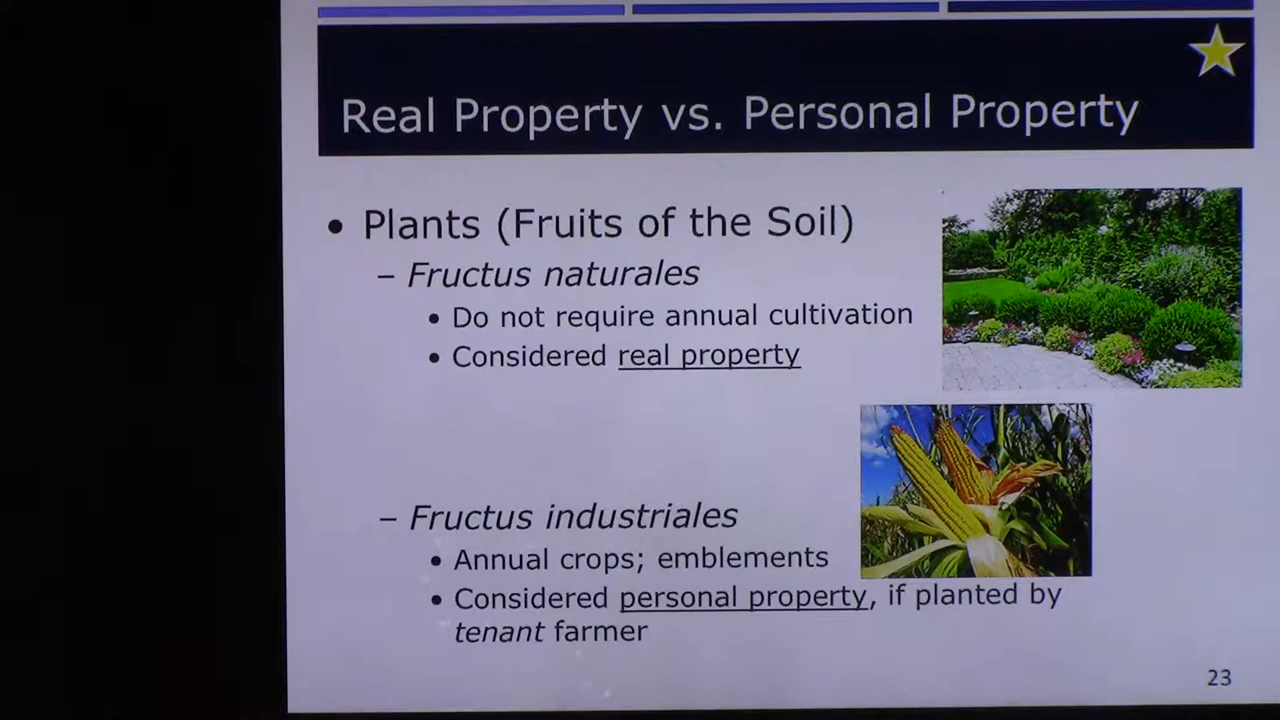 Real Property vs. Personal Property
• Plants (Fruits of the Soil)
– Fructus naturales
• Do not require annual cultivation
• Considered real property
– Fructus industriales
• Annual crops; emblements
• Considered personal property, if planted by
tenant farmer
23